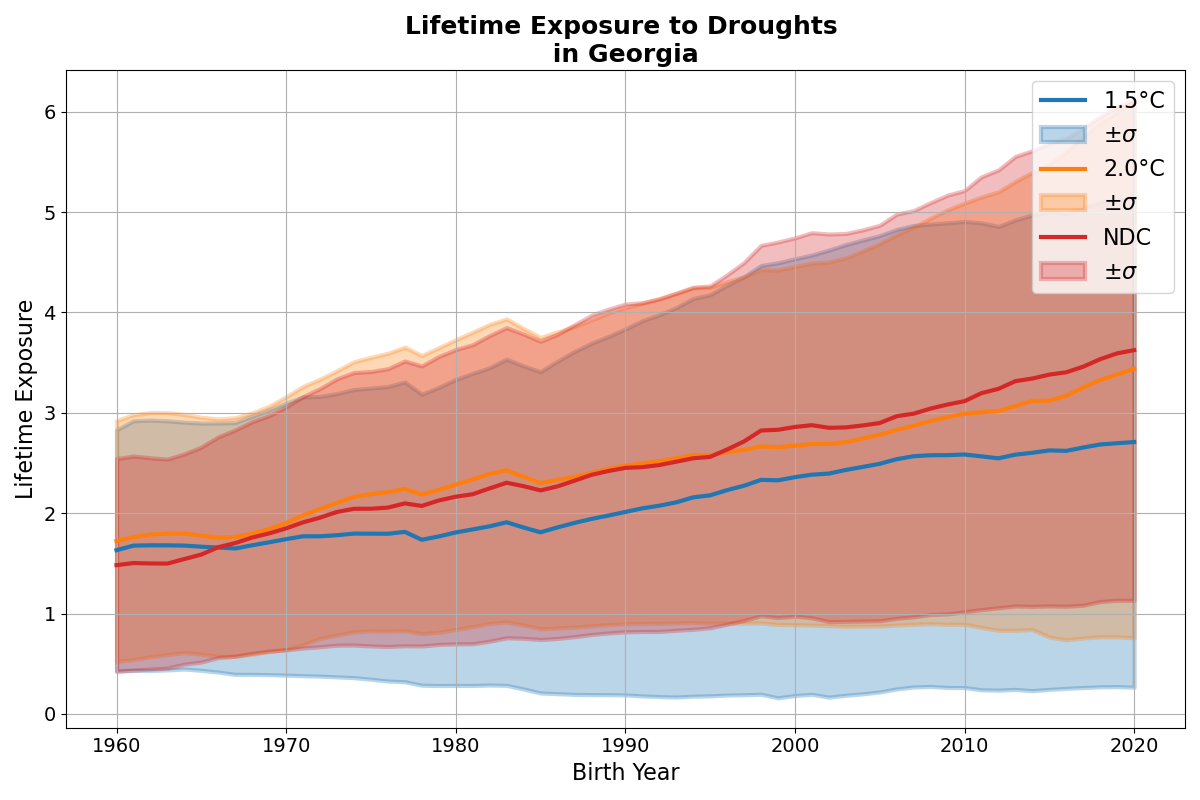 Lifetime Exposure to Droughts
in Georgia
Lifetime Exposure
6
5
4
3
2
1
0
1960 1970 1980 1990 2000 2010 2020
Birth Year
1.5°C
±σ
2.0°C
±σ
NDC
±σ